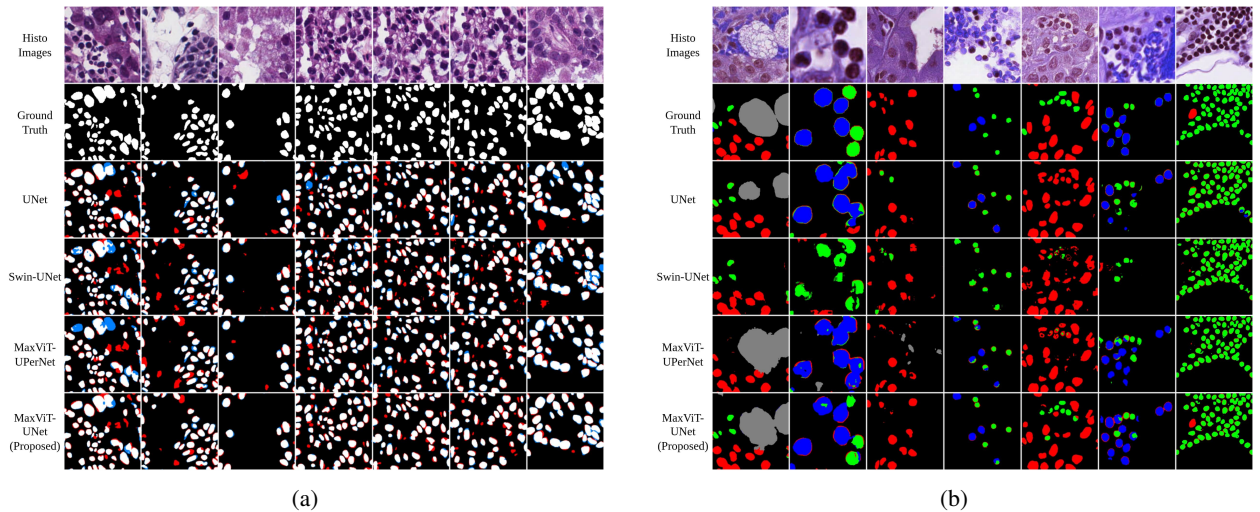 Histo
Images
Ground
Truth
UNet
Swin-UNet
MaxViT-
UPerNet
MaxViT-
UNet
(Proposed)
(a)
Histo
Images
Ground
Truth
UNet
Swin-UNet
MaxViT-
UPerNet
MaxViT-
UNet
(Proposed)
(b)